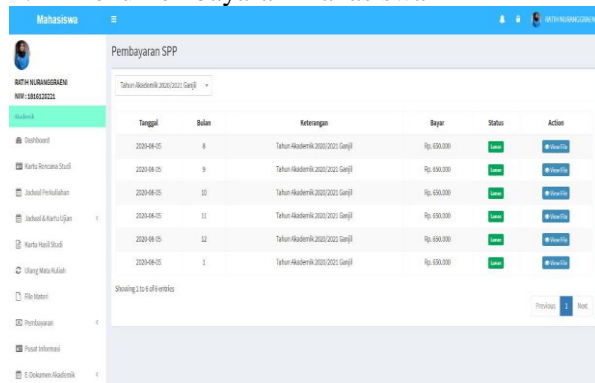 Mahasiswa
RATIH NURANGGRAENI
RATIH NURANGGRAENI
NIM : 1816120221
Akademik
Dashboard
Kartu Rencana Studi
Jadwal Perkuliahan
Jadwal & Kartu Ujian
Kartu Hasil Studi
Ulang Mata Kuliah
File Materi
Pembayaran
Pusat Informasi
E Dokumen Akademik
Pembayaran SPP
Tahun Akademik 2020/2021 Ganjil
Tanggal Bulan Keterangan Bayar Status Action
2020-06-05 8 Tahun Akademik 2020/2021 Ganjil Rp. 650.000 Lunas View File
2020-06-05 9 Tahun Akademik 2020/2021 Ganjil Rp. 650.000 Lunas View File
2020-06-05 10 Tahun Akademik 2020/2021 Ganjil Rp. 650.000 Lunas View File
2020-06-05 11 Tahun Akademik 2020/2021 Ganjil Rp. 650.000 Lunas View File
2020-06-05 12 Tahun Akademik 2020/2021 Ganjil Rp. 650.000 Lunas View File
2020-06-05 1 Tahun Akademik 2020/2021 Ganjil Rp. 650.000 Lunas View File
Showing 1 to 6 of 6 entries
Previous 1 Next